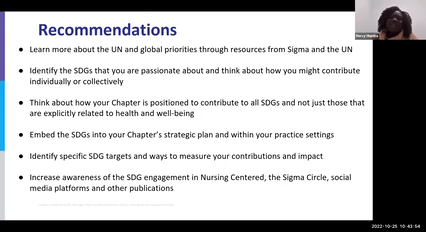 Recommendations
● Learn more about the UN and global priorities through resources from Sigma and the UN
● Identify the SDGs that you are passionate about and think about how you might contribute
individually or collectively
● Think about how your Chapter is positioned to contribute to all SDGs and not just those that
are explicitly related to health and well-being
● Embed the SDGs into your Chapter's strategic plan and within your practice settings
● Identify specific SDG targets and ways to measure your contributions and impact
● Increase awareness of the SDG engagement in Nursing Centered, the Sigma Circle, social
media platforms and other publications
2022-10-25 10:43:54